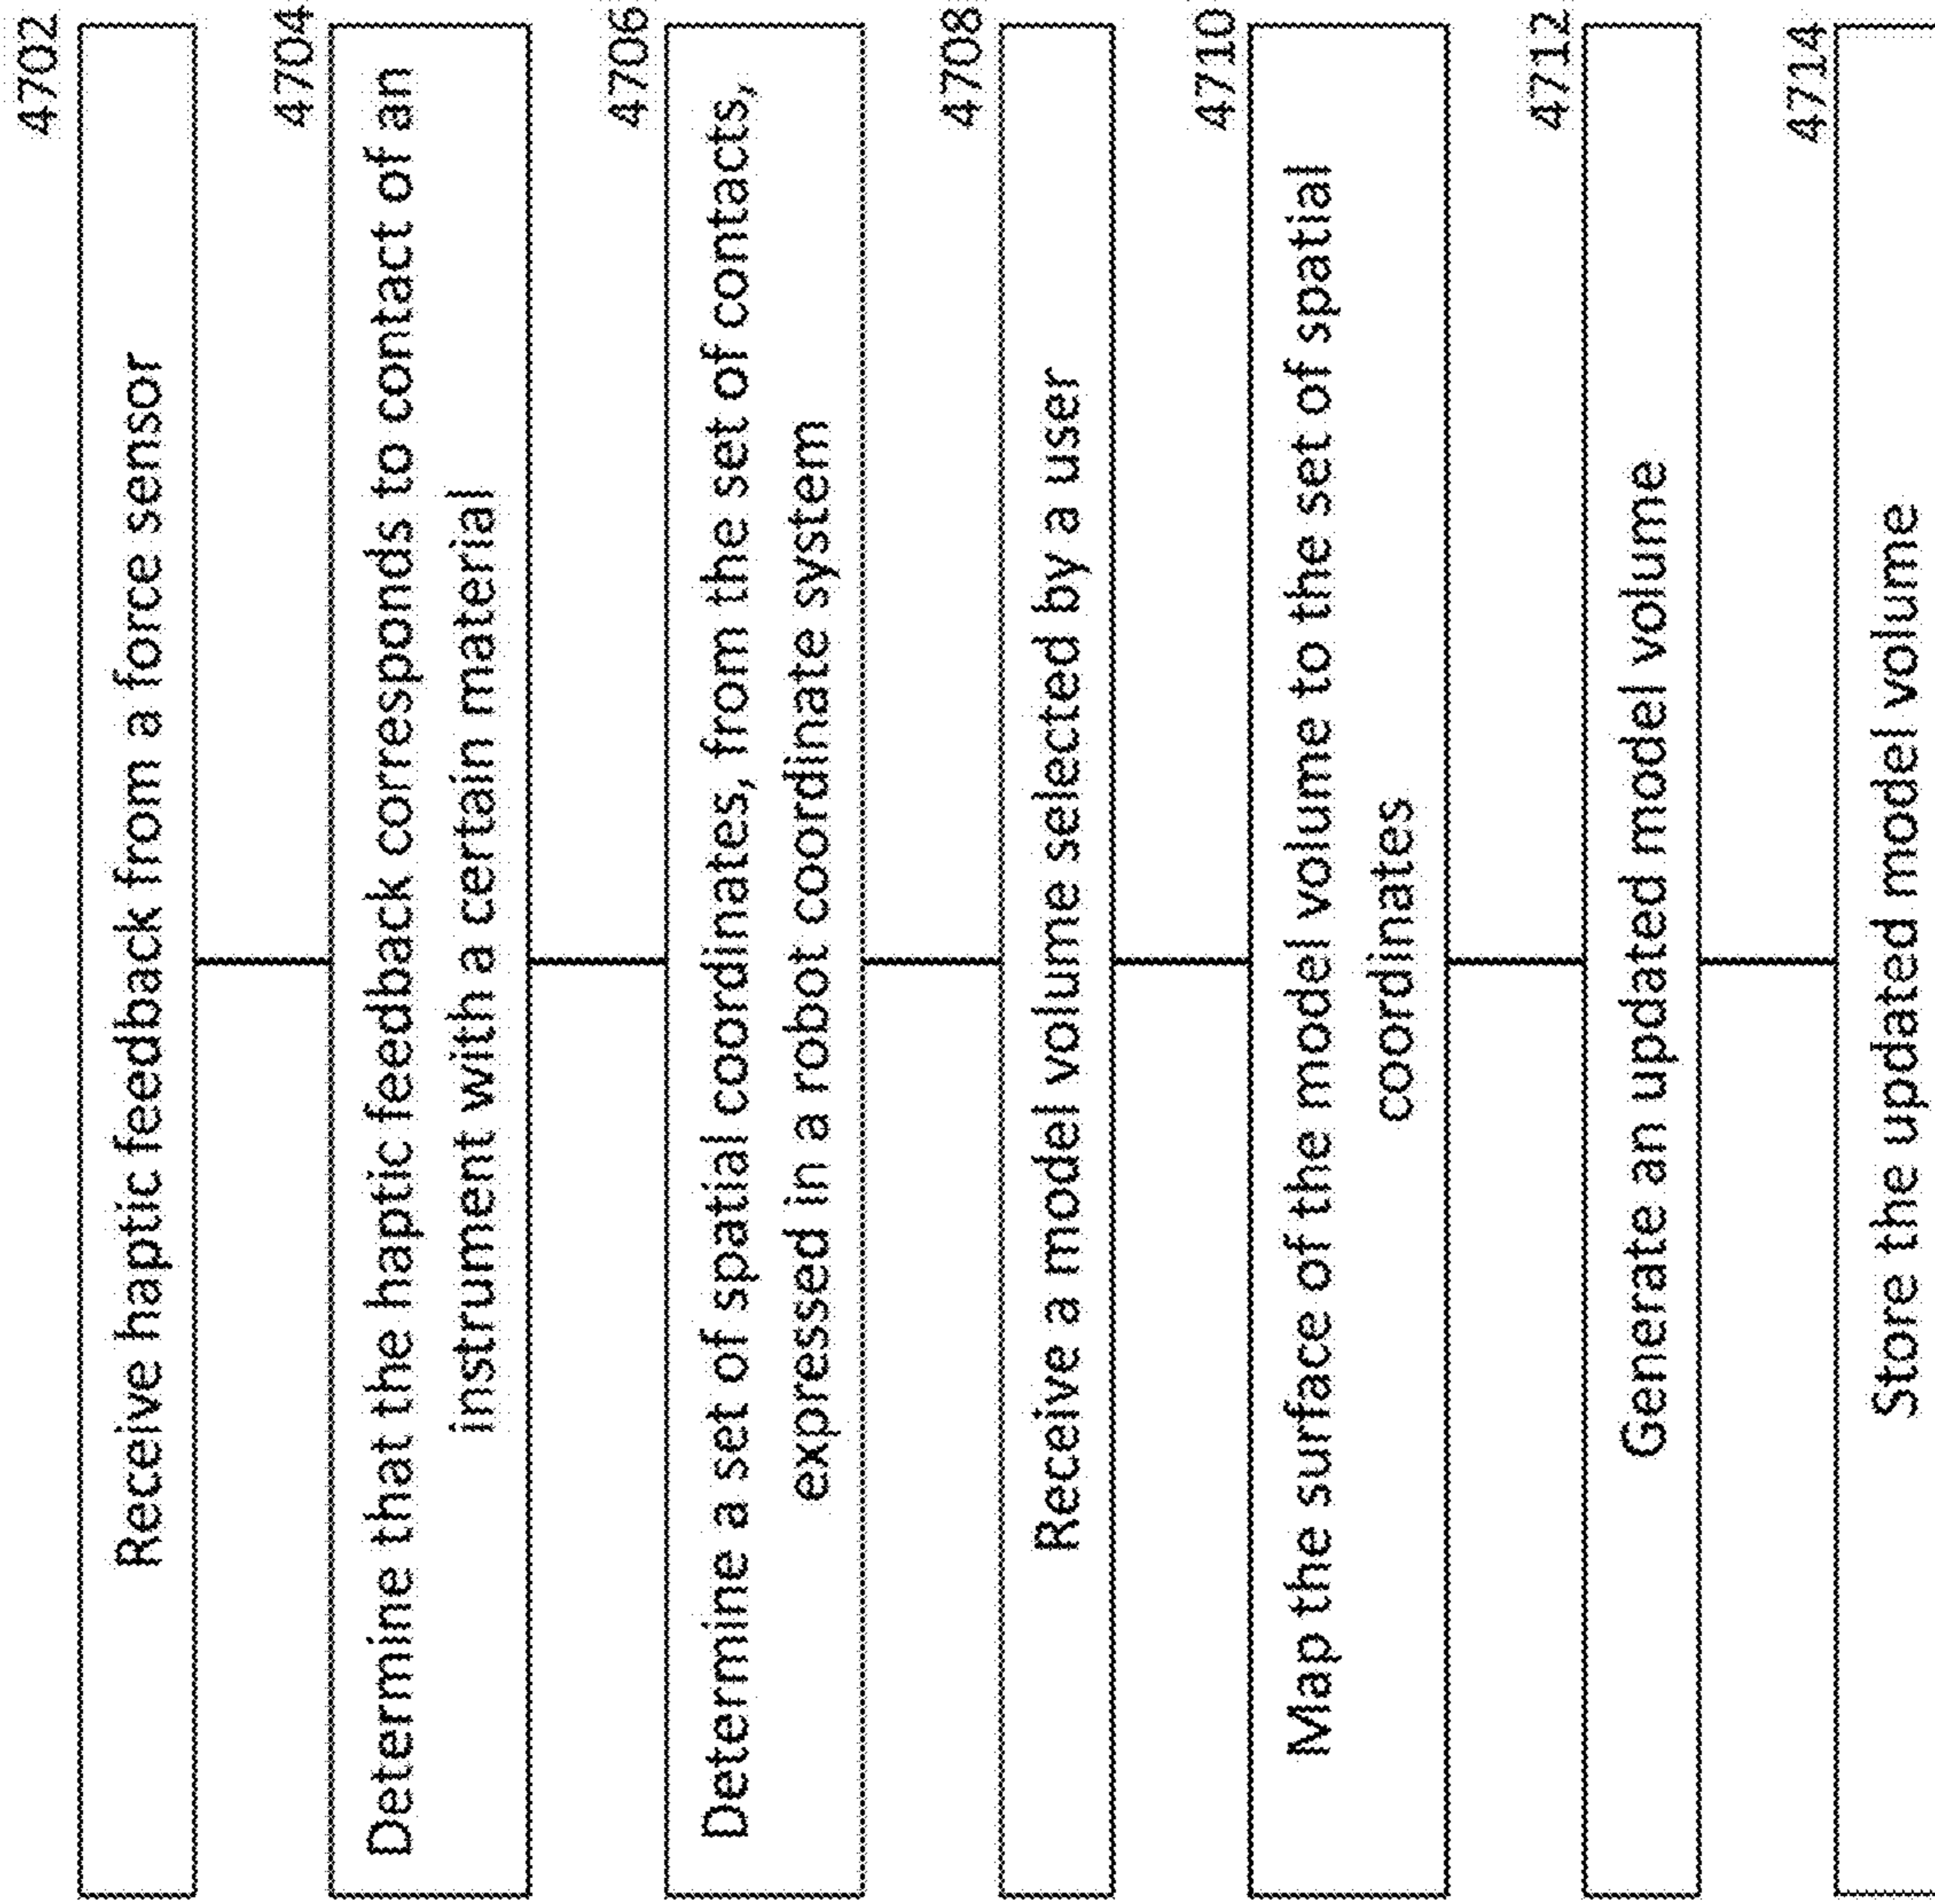 4702
Receive haptic feedback from a force sensor
4704
Determine that the haptic feedback corresponds to contact of an
instrument with a certain material
4706
Determine a set of spatial coordinates, from the set of contacts,
expressed in a robot coordinate system
4708
Receive a model volume selected by a user
4710
Map the surface of the model volume to the set of spatial
coordinates
4712
Generate an updated model volume
4714
Store the updated model volume